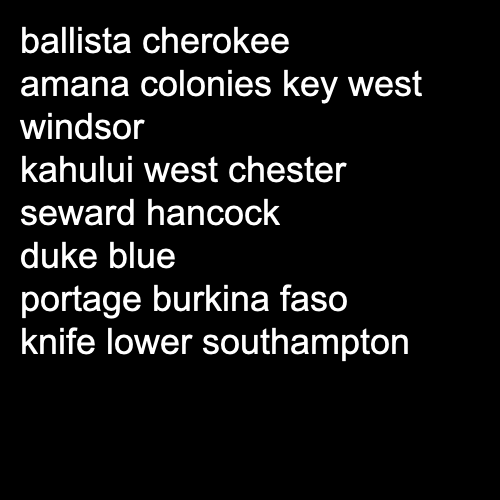 ballista cherokee
amana colonies key west
windsor
kahului west chester
seward hancock
duke blue
portage burkina faso
knife lower southampton